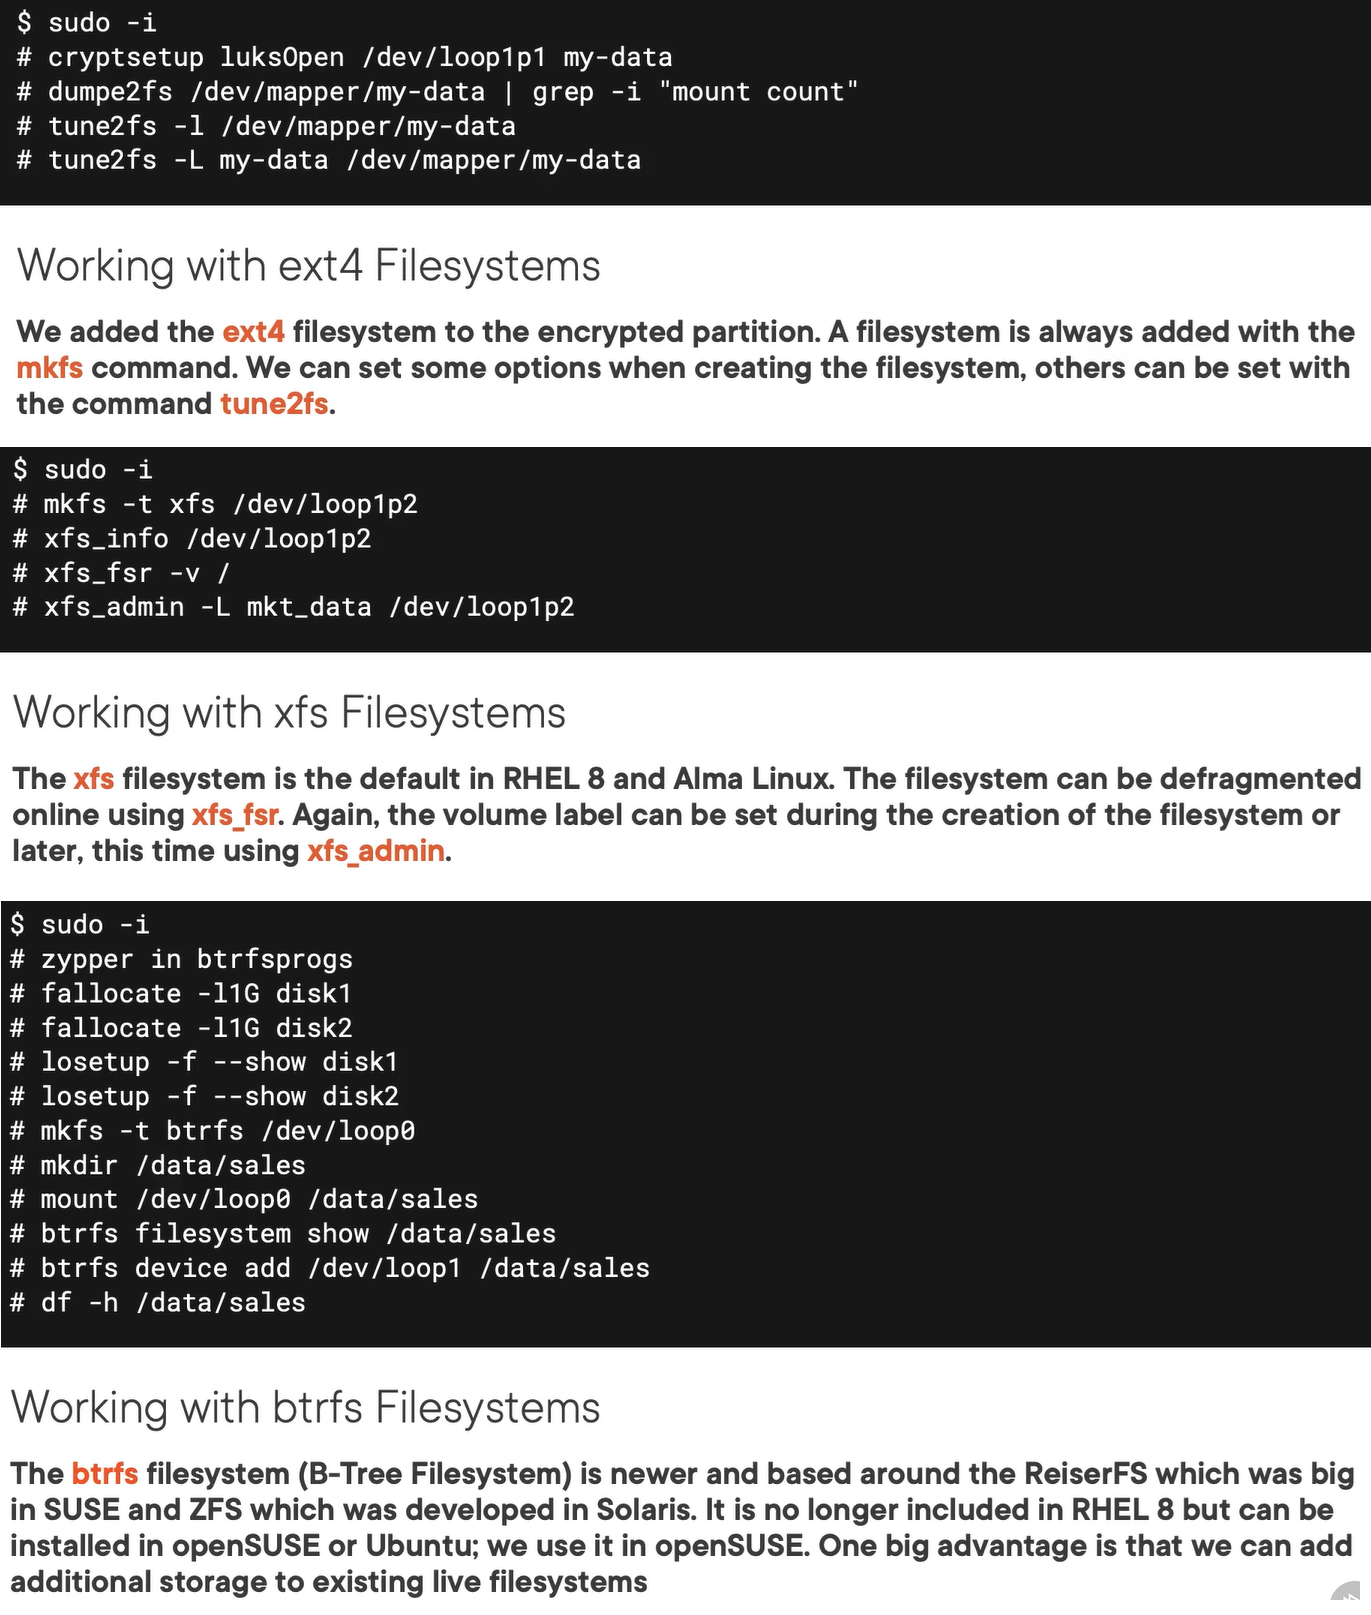 $ sudo -i
# cryptsetup luksOpen /dev/loop1p1 my-data
# dumpe2fs /dev/mapper/my-data | grep -i "mount count"
# tune2fs -l /dev/mapper/my-data
# tune2fs -L my-data /dev/mapper/my-data
Working with ext4 Filesystems
We added the ext4 filesystem to the encrypted partition. A filesystem is always added with the
mkfs command. We can set some options when creating the filesystem, others can be set with
the command tune2fs.
$ sudo -i
# mkfs -t xfs /dev/loop1p2
# xfs_info /dev/loop1p2
# xfs_fsr -v /
# xfs_admin -L mkt_data /dev/loop1p2
Working with xfs Filesystems
The xfs filesystem is the default in RHEL 8 and Alma Linux. The filesystem can be defragmented
online using xfs_fsr. Again, the volume label can be set during the creation of the filesystem or
later, this time using xfs_admin.
$ sudo -i
# zypper in btrfsprogs
# fallocate -l1G disk1
# fallocate -l1G disk2
# losetup -f --show disk1
# losetup -f --show disk2
# mkfs -t btrfs /dev/loop0
# mkdir /data/sales
# mount /dev/loop0 /data/sales
# btrfs filesystem show /data/sales
# btrfs device add /dev/loop1 /data/sales
# df -h /data/sales
Working with btrfs Filesystems
The btrfs filesystem (B-Tree Filesystem) is newer and based around the ReiserFS which was big
in SUSE and ZFS which was developed in Solaris. It is no longer included in RHEL 8 but can be
installed in openSUSE or Ubuntu; we use it in openSUSE. One big advantage is that we can add
additional storage to existing live filesystems